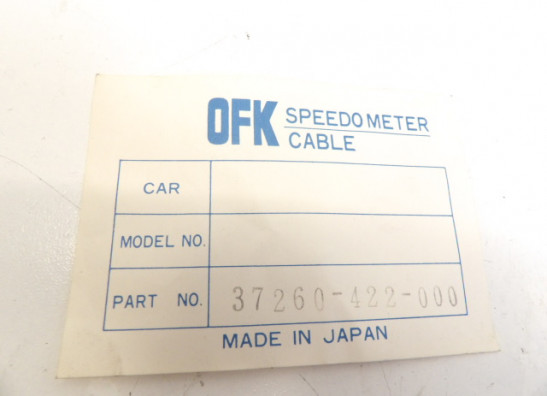 OFK SPEEDOMETER
CABLE
CAR
MODEL NO.
PART NO. 37260-422-000
MADE IN JAPAN